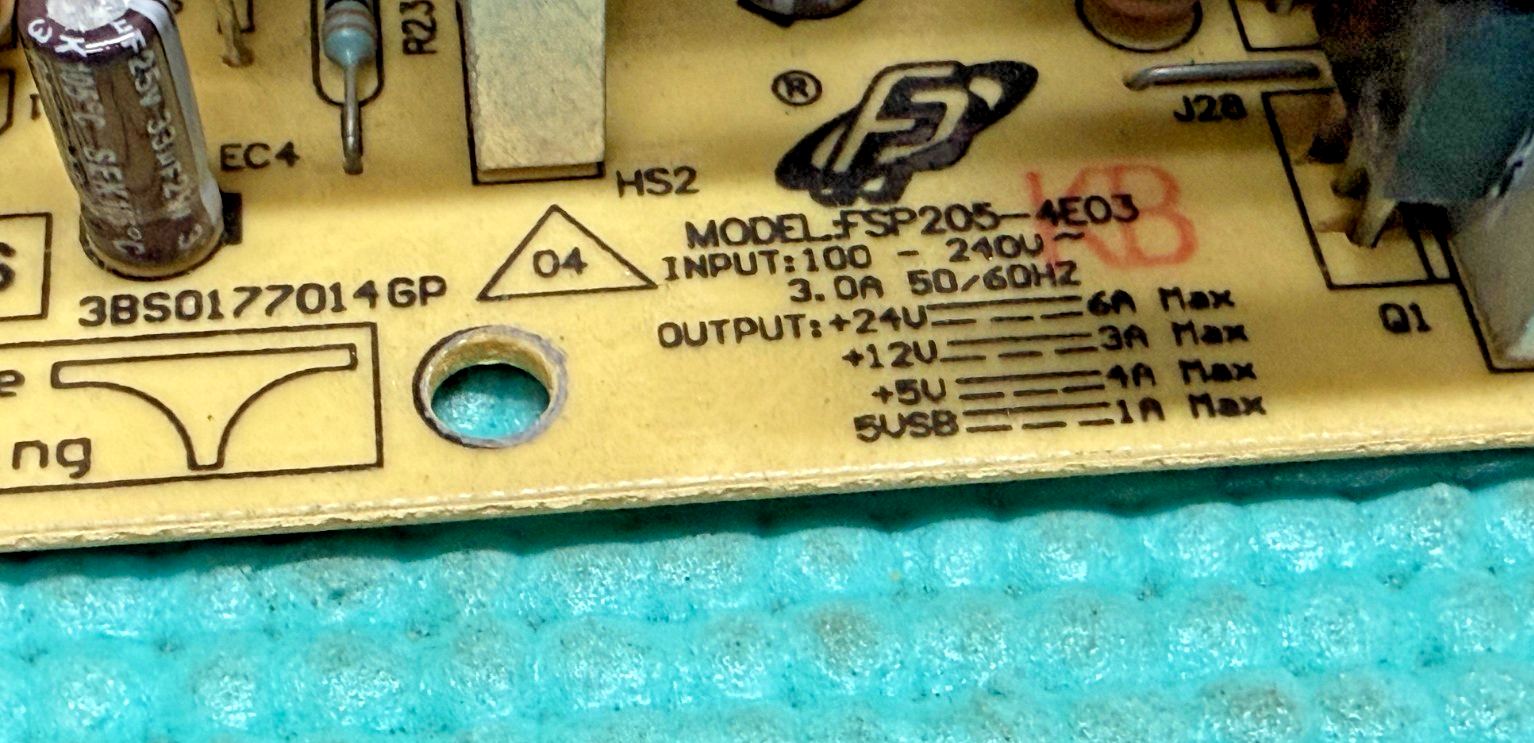 R23
EC4
HS2
®
FSP
J28
KB
MODEL:FSP205-4E03
INPUT:100 - 240V~
3.0A 50/60HZ
OUTPUT:+24V 6A Max
+12V 3A Max
+5V 4A Max
5VSB 1A Max
04
3BS0177014GP
Q1
S
e
ng